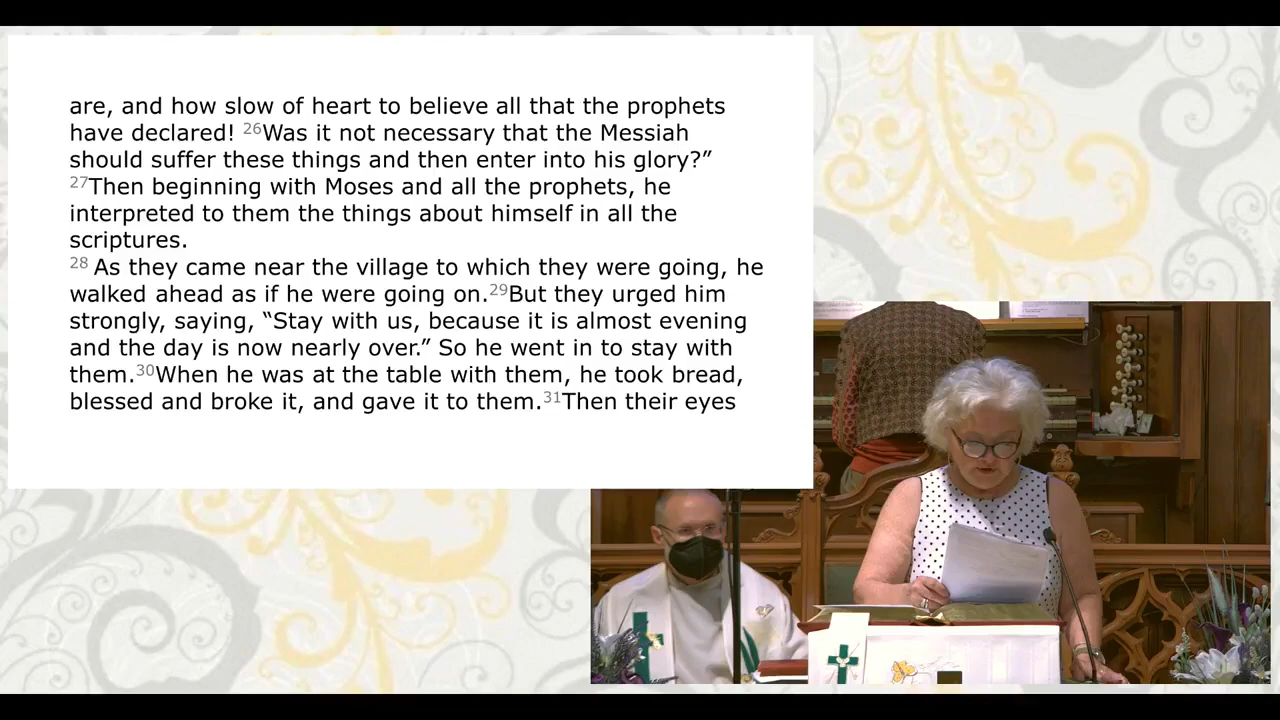 are, and how slow of heart to believe all that the prophets
have declared! 26Was it not necessary that the Messiah
should suffer these things and then enter into his glory?”
27Then beginning with Moses and all the prophets, he
interpreted to them the things about himself in all the
scriptures.
28 As they came near the village to which they were going, he
walked ahead as if he were going on.29But they urged him
strongly, saying, “Stay with us, because it is almost evening
and the day is now nearly over.” So he went in to stay with
them.30When he was at the table with them, he took bread,
blessed and broke it, and gave it to them.31Then their eyes